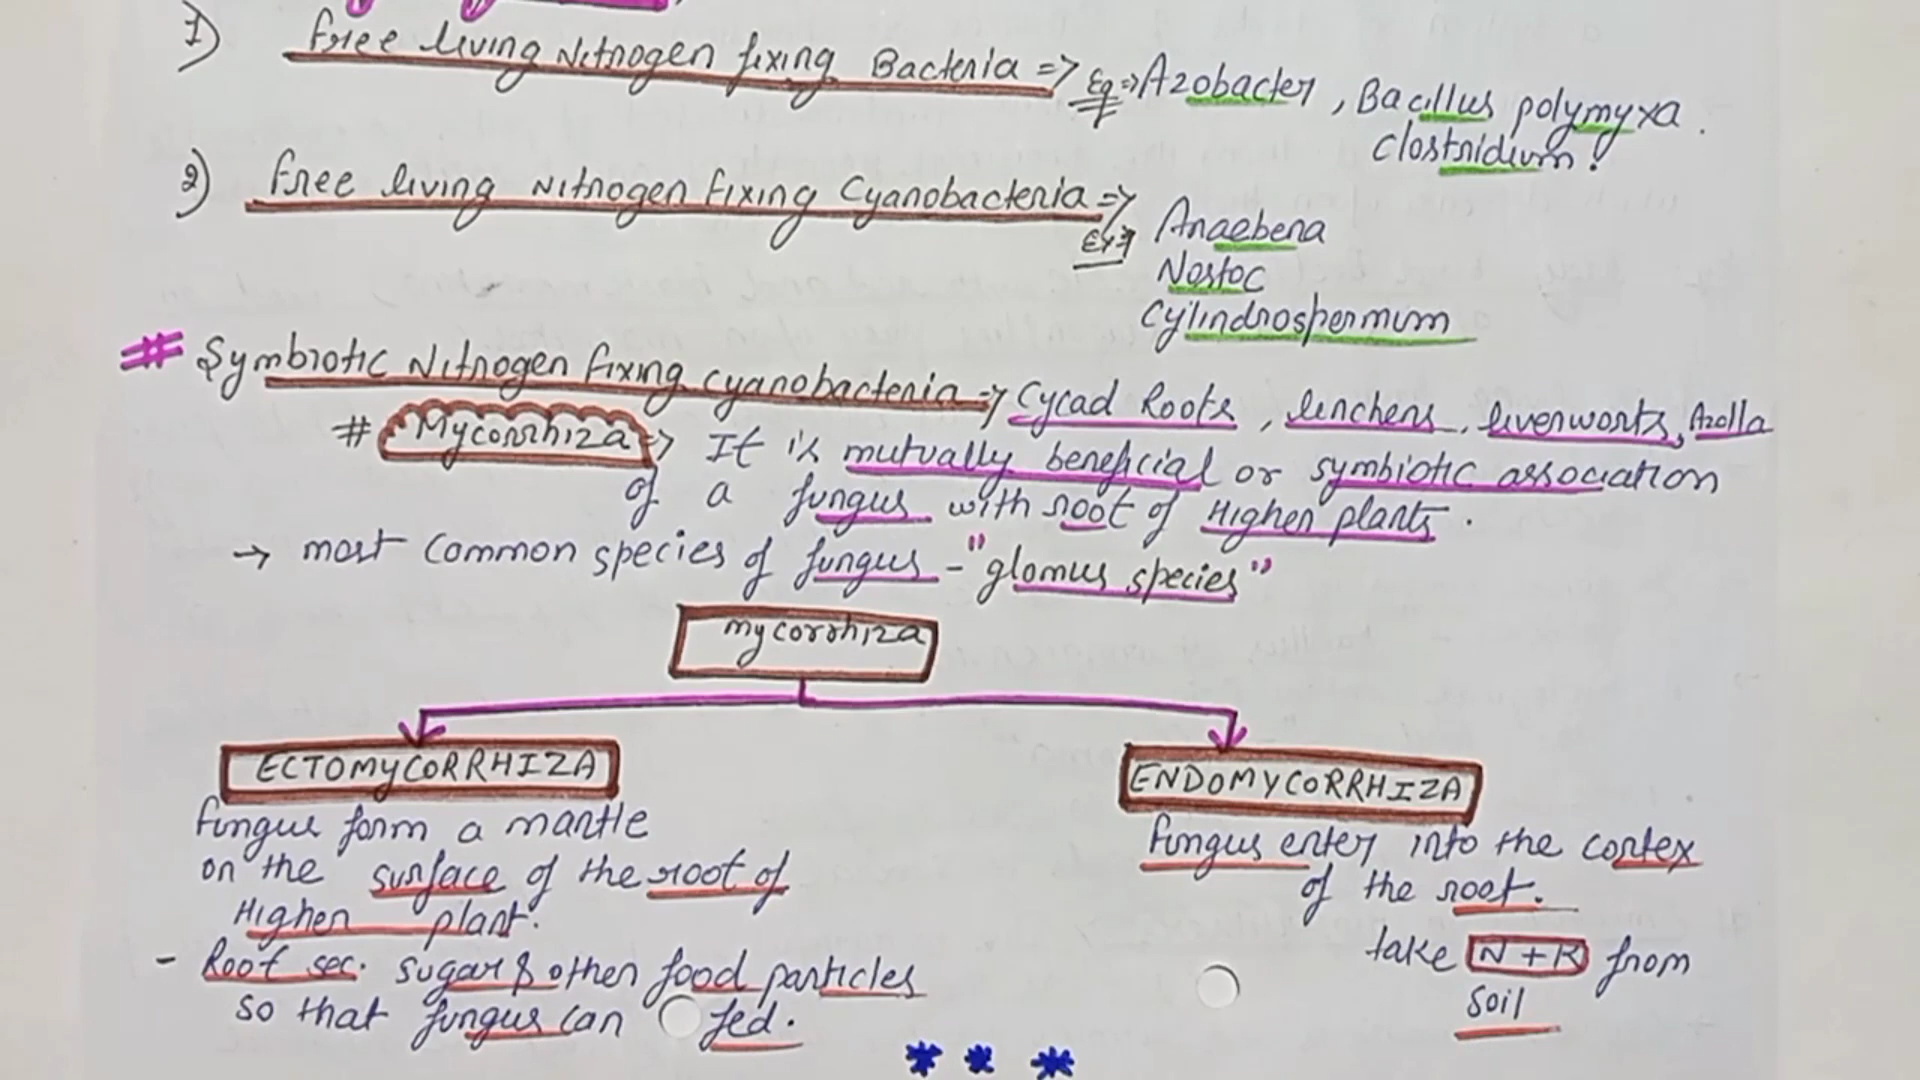 1) Free living Nitrogen fixing Bacteria => Eg => Azobacter, Bacillus polymyxa.
Clostridium!
2) Free living Nitrogen Fixing Cyanobacteria =>
Ex => Anaebena
Nostoc
Cylindrospermum
# Symbiotic Nitrogen fixing cyanobacteria => Cycad Roots, linchens, liverworts, Azolla
# Mycorrhiza => It is mutually beneficial or symbiotic association
of a fungus with root of Higher plants.
→ most common species of fungus - "glomus species"
mycorrhiza
ECTOMYCORRHIZA
fungus form a mantle
on the surface of the root of
Higher plant.
- Root sec. sugar & other food particles
so that fungus can fed.
ENDOMYCORRHIZA
fungus enter into the cortex
of the root.
take N + K from
soil
* * *